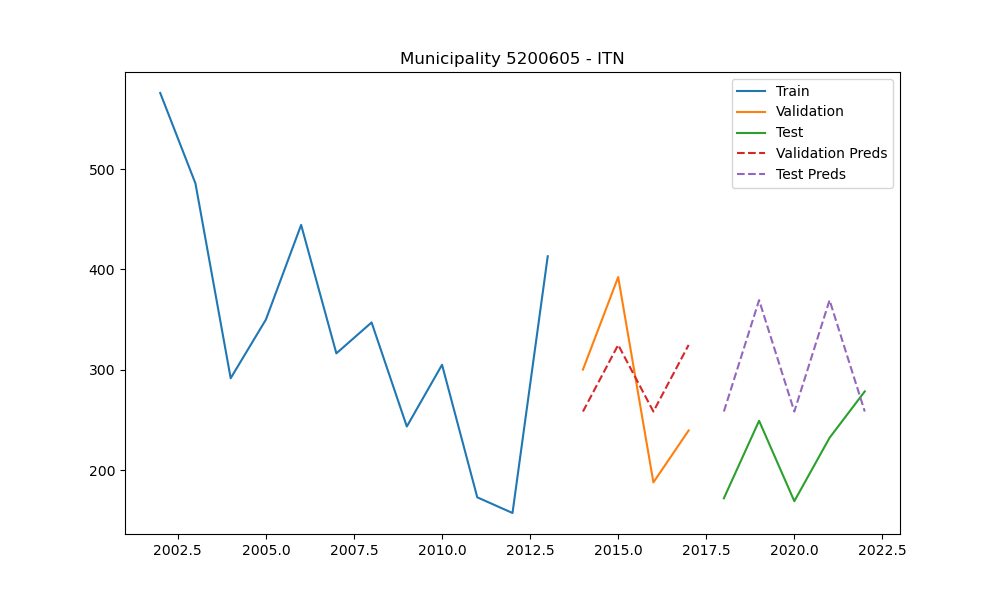 Municipality 5200605 - ITN
Train
Validation
Test
Validation Preds
Test Preds
500
400
300
200
2002.5 2005.0 2007.5 2010.0 2012.5 2015.0 2017.5 2020.0 2022.5